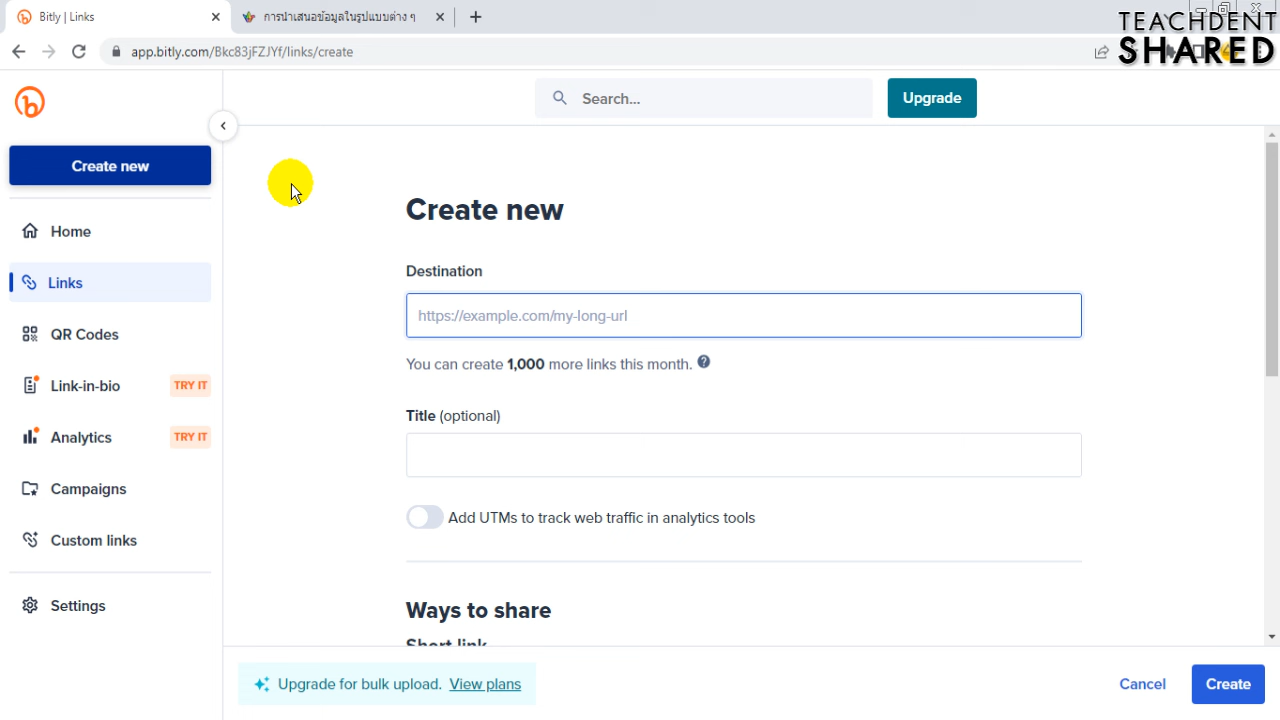 Bitly | Links
การนำเสนอข้อมูลในรูปแบบต่าง ๆ
TEACHDENT
SHARED
app.bitly.com/Bkc83jFZJYf/links/create
Search...
Upgrade
Create new
Home
Links
QR Codes
Link-in-bio TRY IT
Analytics TRY IT
Campaigns
Custom links
Settings
Create new
Destination
https://example.com/my-long-url
You can create 1,000 more links this month.
Title (optional)
Add UTMs to track web traffic in analytics tools
Ways to share
Short link
Upgrade for bulk upload. View plans
Cancel
Create